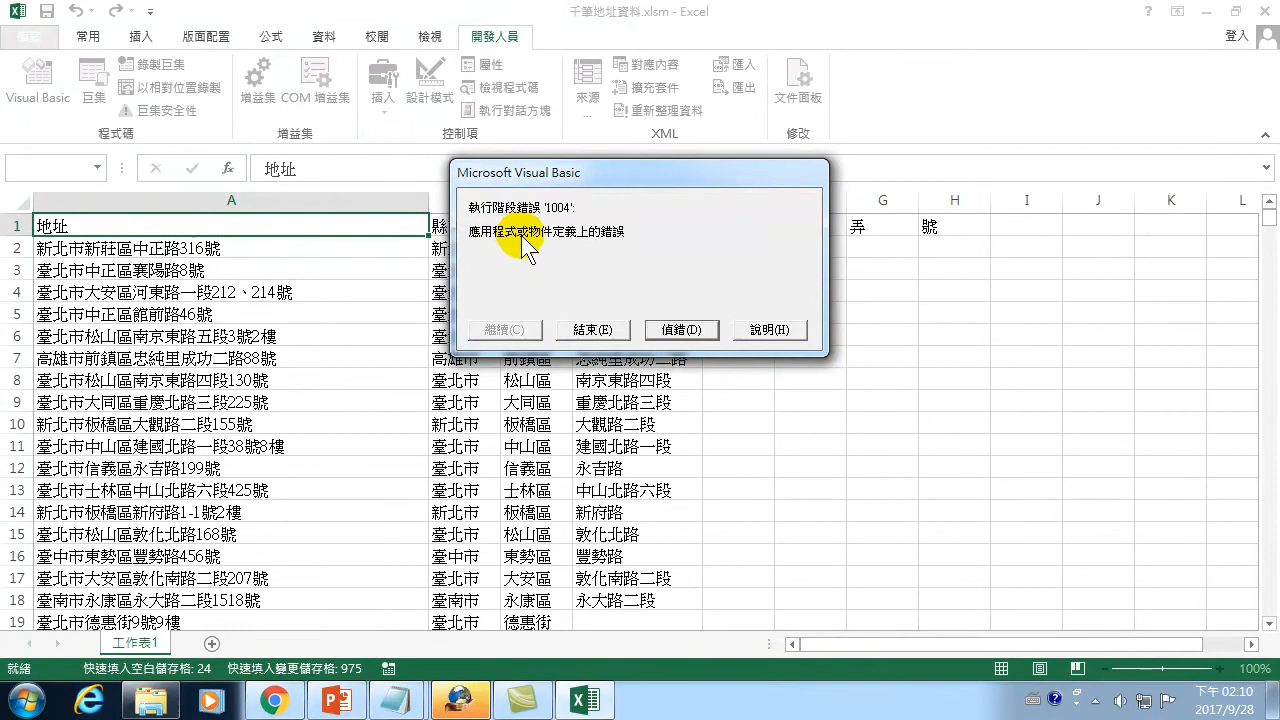 千筆地址資料.xlsm - Excel
常用 插入 版面配置 公式 資料 校閱 檢視 開發人員 登入
Visual Basic 巨集 錄製巨集 以相對位置錄製 巨集安全性 程式碼
增益集 COM 增益集 增益集
插入 設計模式 屬性 檢視程式碼 執行對話方塊 控制項
來源 ... 對應內容 擴充套件 重新整理資料 匯入 匯出 XML
文件面板 修改
fx 地址
Microsoft Visual Basic
執行階段錯誤 '1004':
應用程式或物件定義上的錯誤
繼續(C) 結束(E) 偵錯(D) 說明(H)
A G H I J K L
1 地址 弄 號
2 新北市新莊區中正路316號
3 臺北市中正區襄陽路8號
4 臺北市大安區河東路一段212、214號
5 臺北市中正區館前路46號
6 臺北市松山區南京東路五段3號2樓
7 高雄市前鎮區忠純里成功二路88號 高雄市 前鎮區 忠純里成功二路
8 臺北市松山區南京東路四段130號 臺北市 松山區 南京東路四段
9 臺北市大同區重慶北路三段225號 臺北市 大同區 重慶北路三段
10 新北市板橋區大觀路二段155號 新北市 板橋區 大觀路二段
11 臺北市中山區建國北路一段38號8樓 臺北市 中山區 建國北路一段
12 臺北市信義區永吉路199號 臺北市 信義區 永吉路
13 臺北市士林區中山北路六段425號 臺北市 士林區 中山北路六段
14 新北市板橋區新府路1-1號2樓 新北市 板橋區 新府路
15 臺北市松山區敦化北路168號 臺北市 松山區 敦化北路
16 臺中市東勢區豐勢路456號 臺中市 東勢區 豐勢路
17 臺北市大安區敦化南路二段207號 臺北市 大安區 敦化南路二段
18 臺南市永康區永大路二段1518號 臺南市 永康區 永大路二段
19 臺北市德惠街9號9樓 臺北市 德惠街
工作表1
就緒 快速填入空白儲存格: 24 快速填入變更儲存格: 975 100%
下午 02:10
2017/9/28